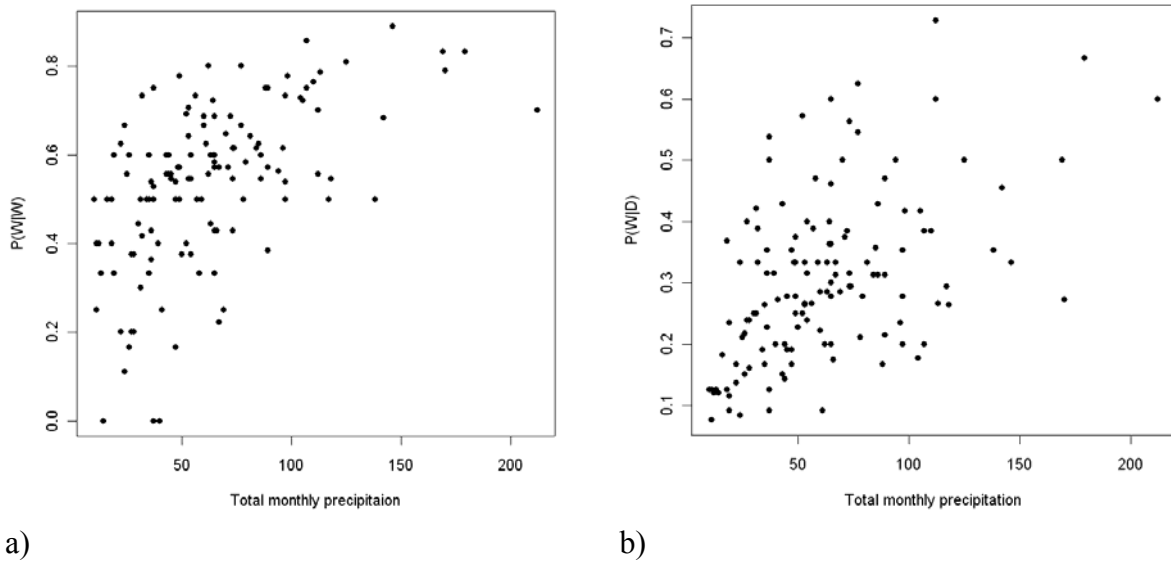 P(W|W)
0.8
0.6
0.4
0.2
0.0
50 100 150 200
Total monthly precipitaion
a)
P(W|D)
0.7
0.6
0.5
0.4
0.3
0.2
0.1
50 100 150 200
Total monthly precipitation
b)